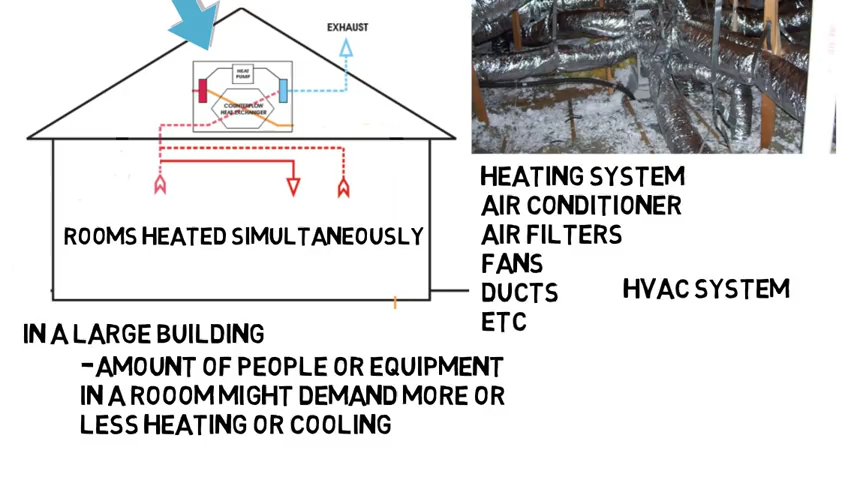 EXHAUST
HEAT
PUMP
COUNTERFLOW
HEAT EXCHANGER
ROOMS HEATED SIMULTANEOUSLY
HEATING SYSTEM
AIR CONDITIONER
AIR FILTERS
FANS
DUCTS
ETC
HVAC SYSTEM
IN A LARGE BUILDING
-AMOUNT OF PEOPLE OR EQUIPMENT
IN A ROOOM MIGHT DEMAND MORE OR
LESS HEATING OR COOLING